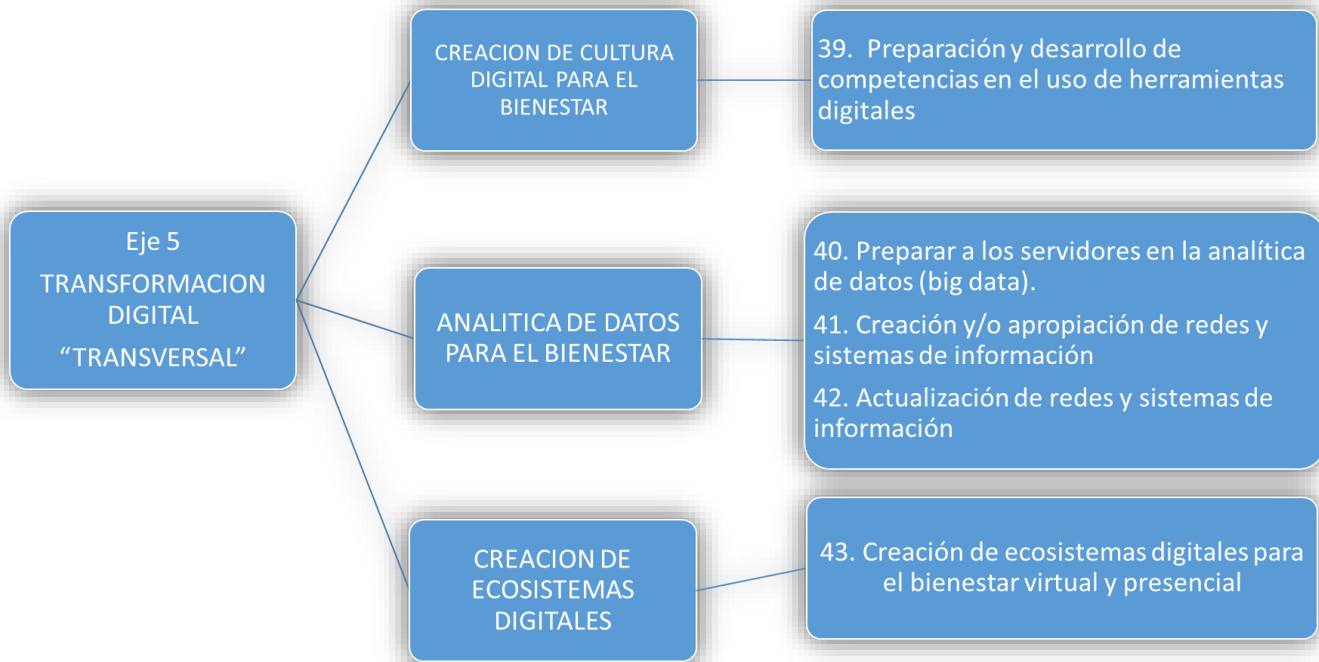 Eje 5
TRANSFORMACION
DIGITAL
“TRANSVERSAL”
CREACION DE CULTURA
DIGITAL PARA EL
BIENESTAR
39. Preparación y desarrollo de
competencias en el uso de herramientas
digitales
ANALITICA DE DATOS
PARA EL BIENESTAR
40. Preparar a los servidores en la analítica
de datos (big data).
41. Creación y/o apropiación de redes y
sistemas de información
42. Actualización de redes y sistemas de
información
CREACION DE
ECOSISTEMAS
DIGITALES
43. Creación de ecosistemas digitales para
el bienestar virtual y presencial